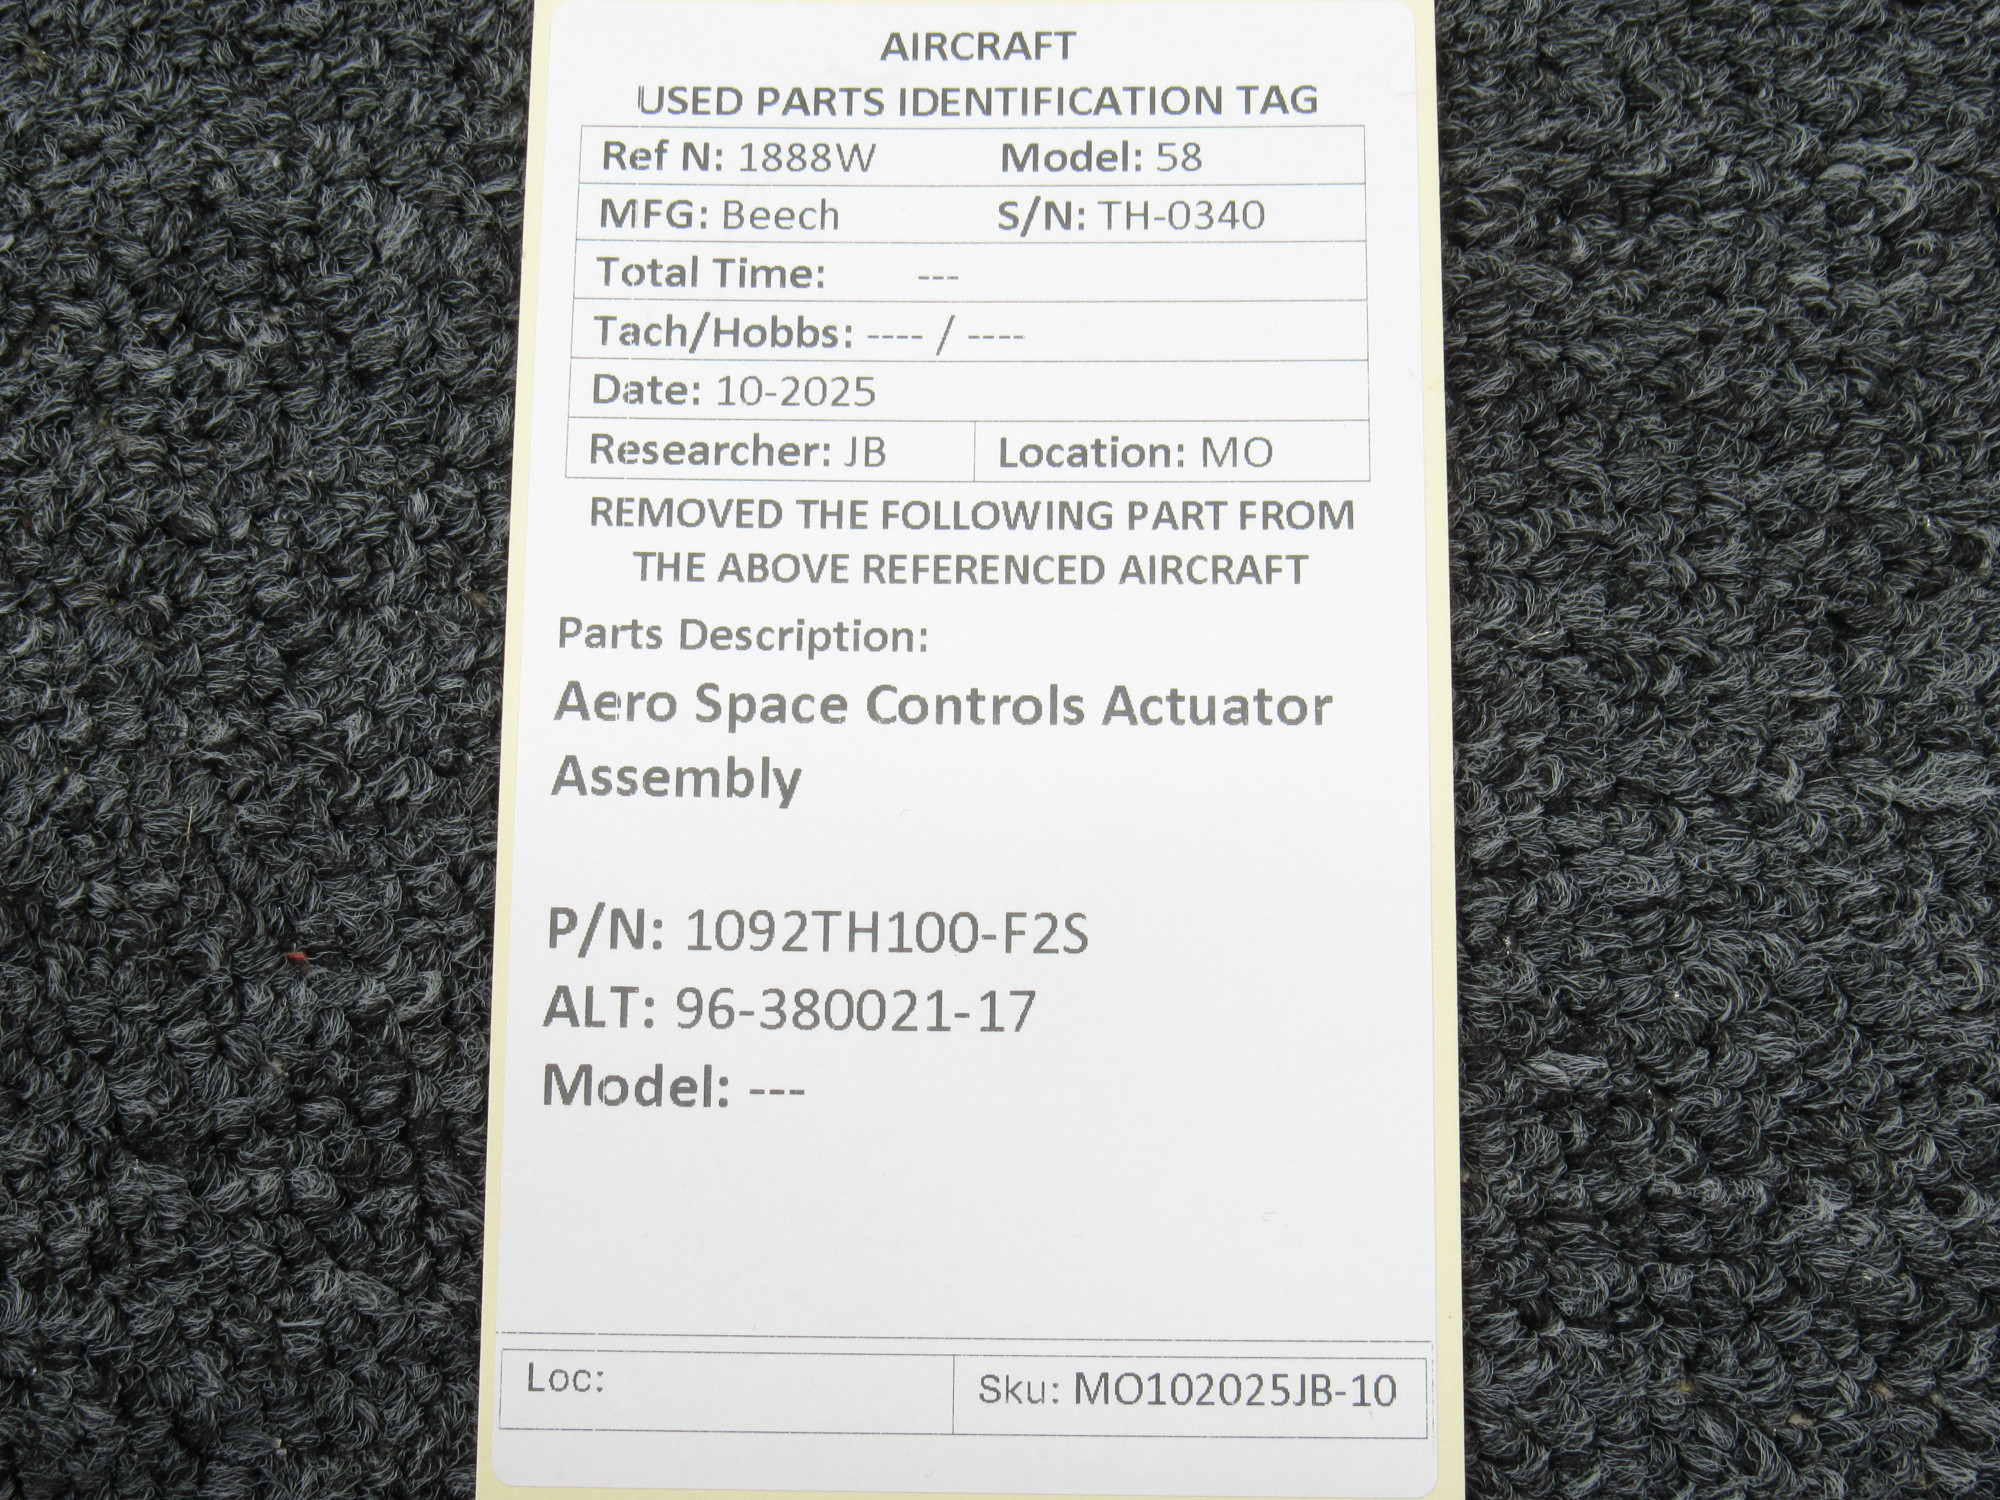 AIRCRAFT
USED PARTS IDENTIFICATION TAG
Ref N: 1888W Model: 58
MFG: Beech S/N: TH-0340
Total Time: ---
Tach/Hobbs: ---- / ----
Date: 10-2025
Researcher: JB Location: MO
REMOVED THE FOLLOWING PART FROM
THE ABOVE REFERENCED AIRCRAFT
Parts Description:
Aero Space Controls Actuator
Assembly
P/N: 1092TH100-F2S
ALT: 96-380021-17
Model: ---
Loc: Sku: MO102025JB-10